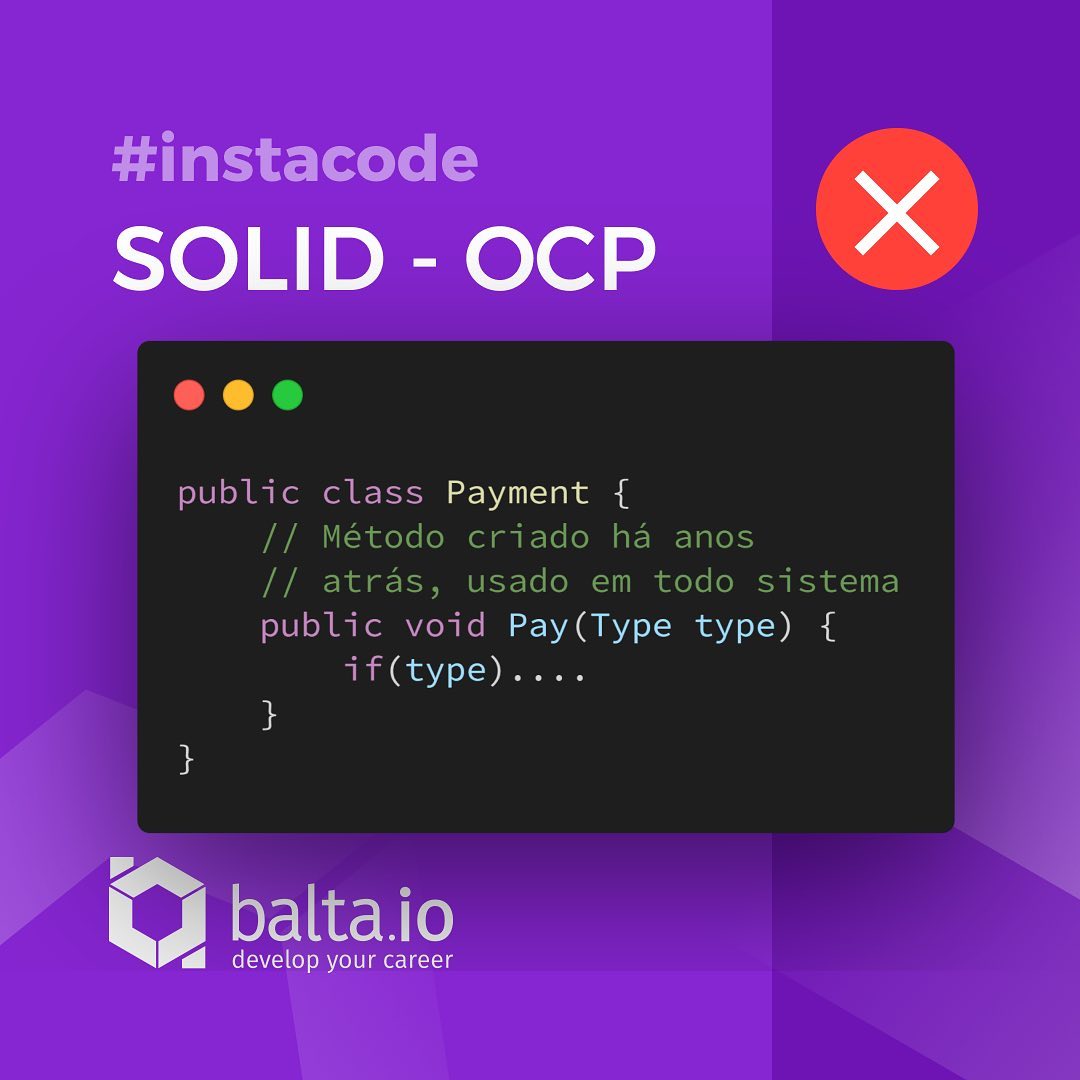 #instacode
SOLID - OCP
public class Payment {
    // Método criado há anos
    // atrás, usado em todo sistema
    public void Pay(Type type) {
        if(type)....
    }
}
balta.io
develop your career